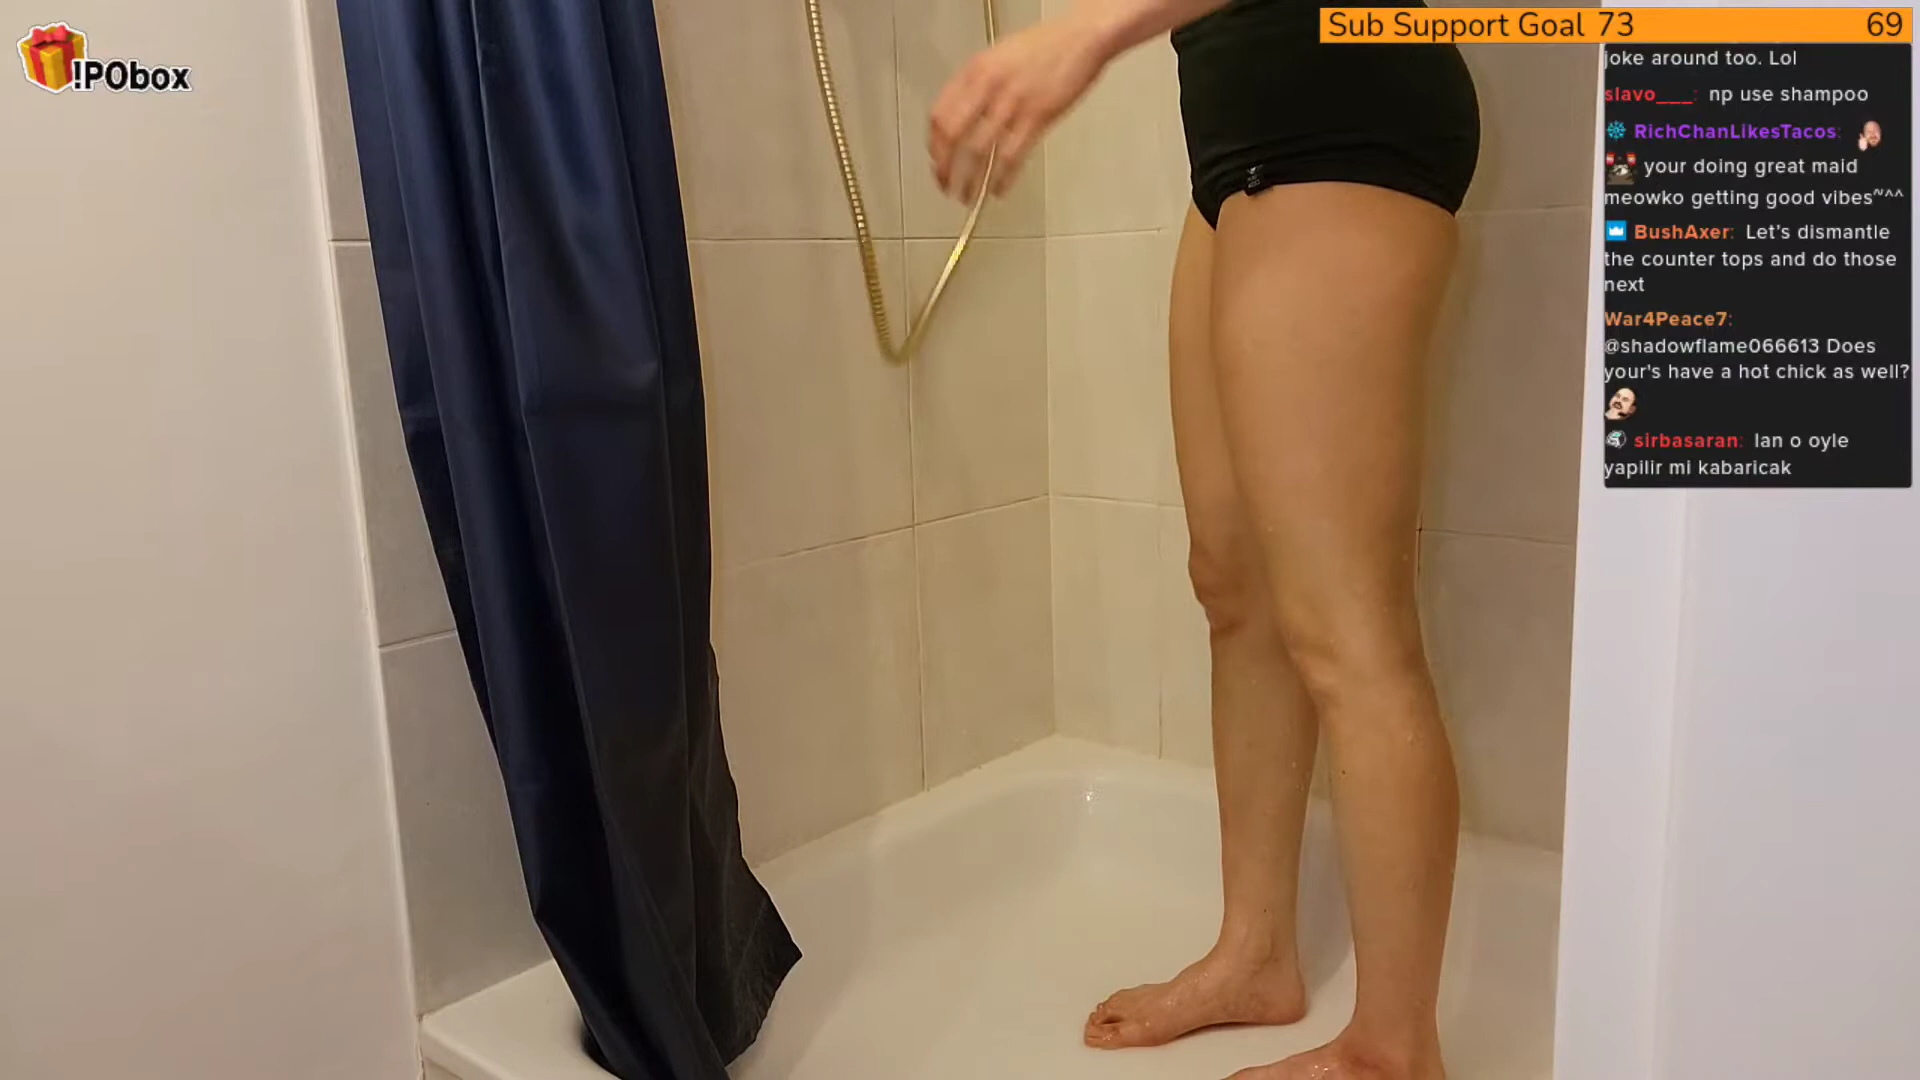 !PObox
Sub Support Goal 73 69
joke around too. Lol
slavo___: np use shampoo
RichChanLikesTacos:
your doing great maid
meowko getting good vibes~^^
BushAxer: Let's dismantle
the counter tops and do those
next
War4Peace7:
@shadowflame066613 Does
your's have a hot chick as well?
sirbasaran: lan o oyle
yapilir mi kabaricak